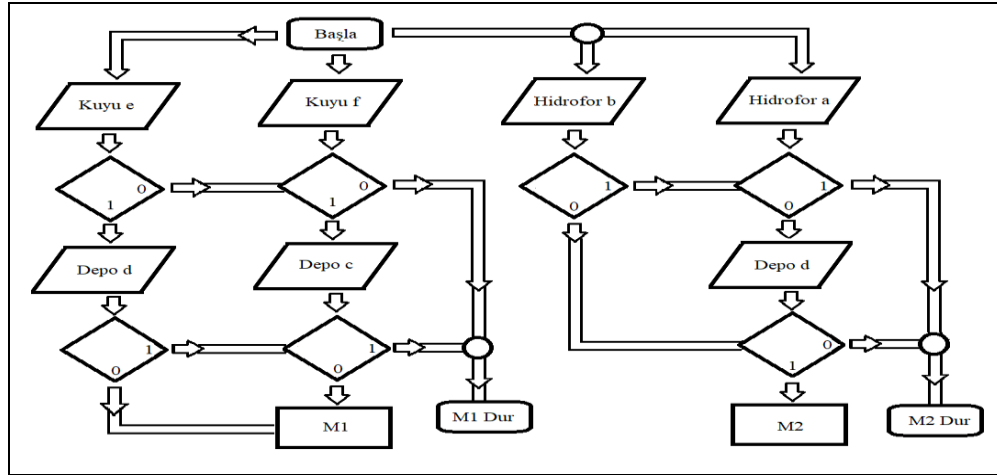 Başla
Kuyu e
Kuyu f
Hidrofor b
Hidrofor a
0
1
0
1
1
0
1
0
Depo d
Depo c
Depo d
1
0
1
0
0
1
M1
M1 Dur
M2
M2 Dur